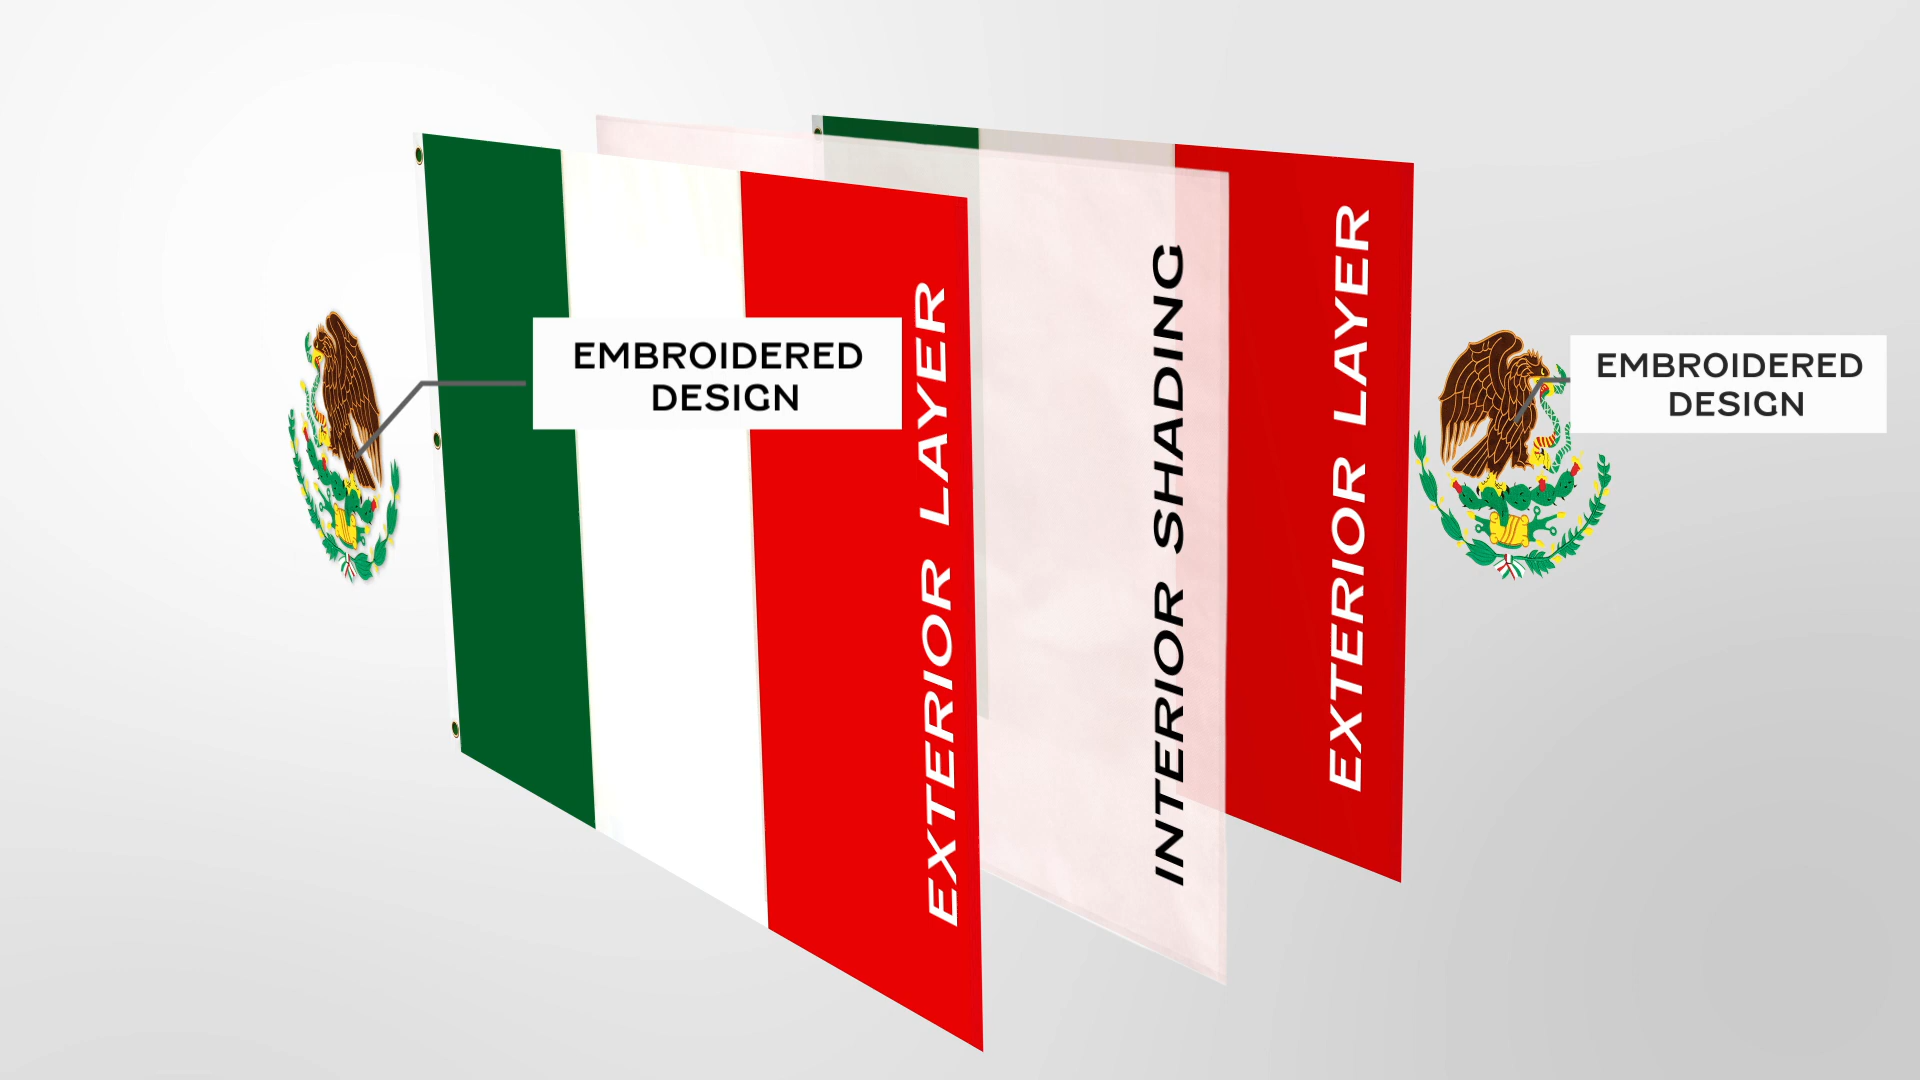 EMBROIDERED
DESIGN
EXTERIOR LAYER
INTERIOR SHADING
EXTERIOR LAYER
EMBROIDERED
DESIGN